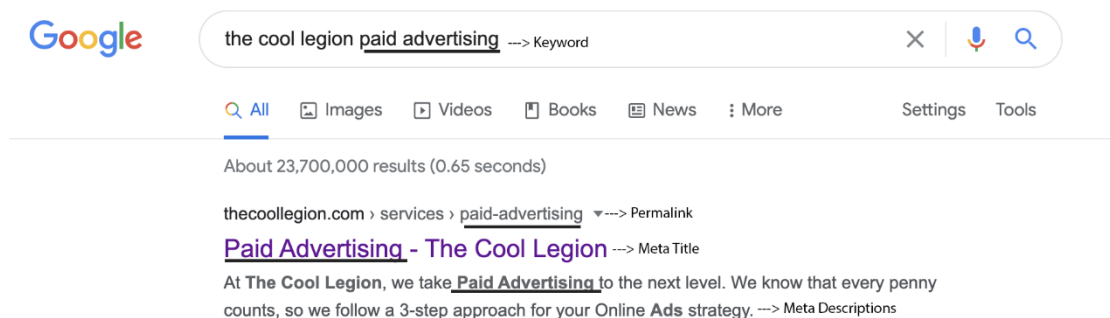 Google the cool legion paid advertising ---> Keyword
All Images Videos Books News More Settings Tools
About 23,700,000 results (0.65 seconds)
thecoollegion.com › services › paid-advertising ▼---> Permalink
Paid Advertising - The Cool Legion ---> Meta Title
At The Cool Legion, we take Paid Advertising to the next level. We know that every penny
counts, so we follow a 3-step approach for your Online Ads strategy. ---> Meta Descriptions